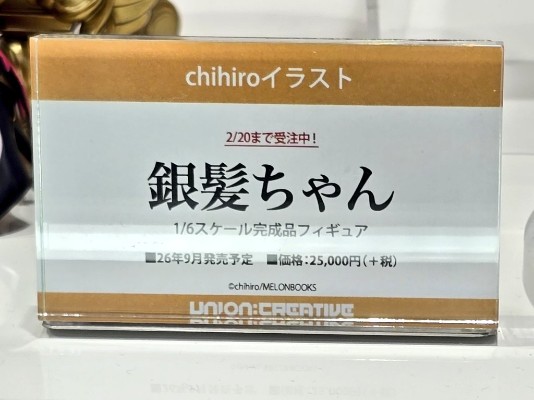 chihiroイラスト
2/20まで受注中！
銀髪ちゃん
1/6スケール完成品フィギュア
■26年9月発売予定　■価格：25,000円（＋税）
©chihiro/MELONBOOKS
UNION:CREATIVE